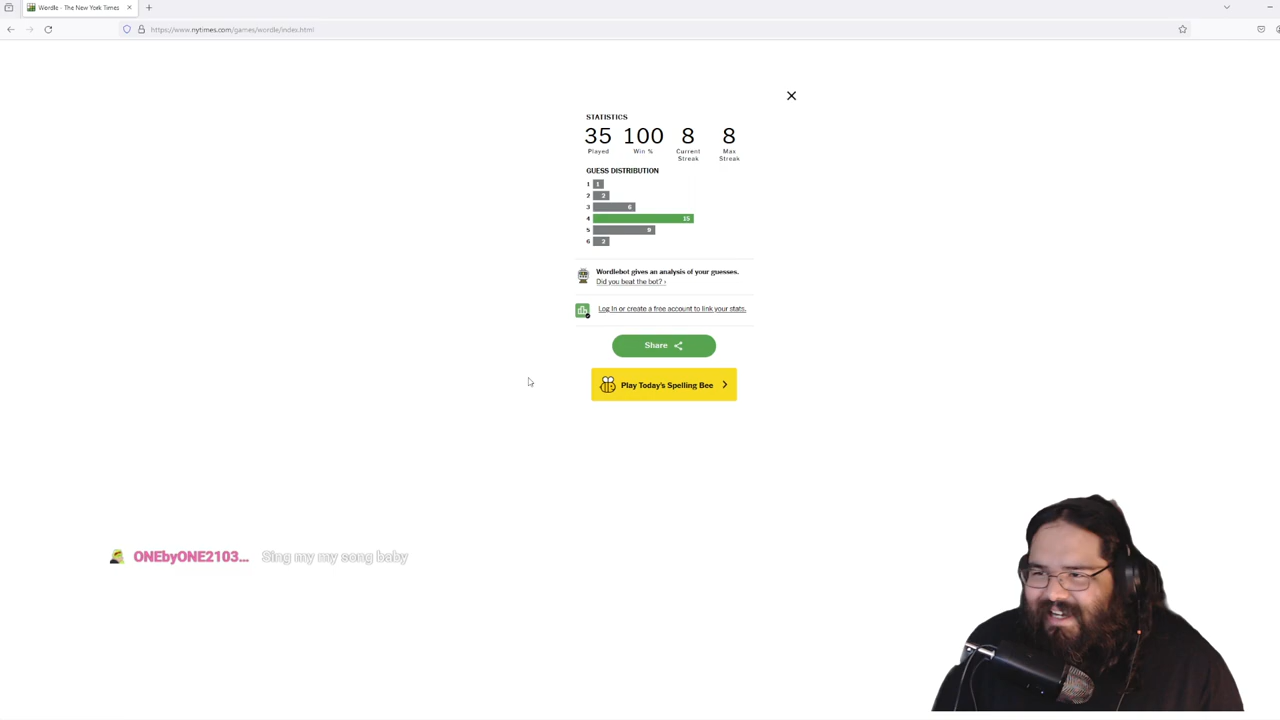 Wordle - The New York Times
https://www.nytimes.com/games/wordle/index.html
STATISTICS
35 100 8 8
Played Win % Current Streak Max Streak
GUESS DISTRIBUTION
1 1
2 2
3 6
4 15
5 9
6 2
Wordlebot gives an analysis of your guesses.
Did you beat the bot? ›
Log In or create a free account to link your stats.
Share
Play Today's Spelling Bee
ONEbyONE2103... Sing my my song baby